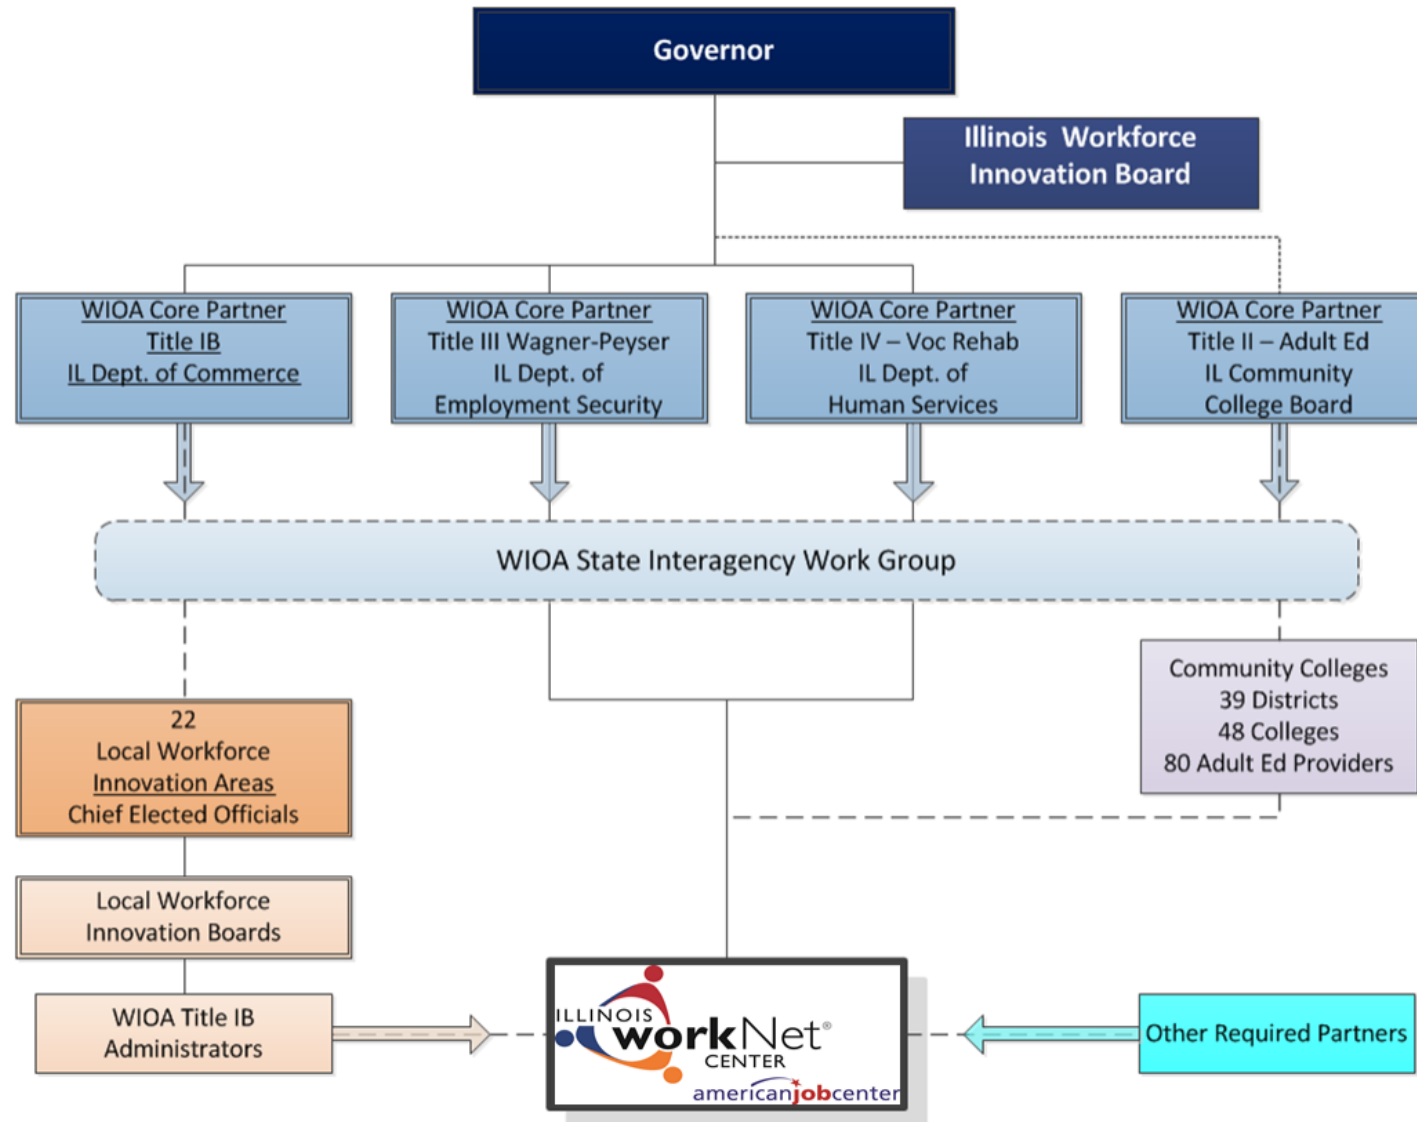 Governor
Illinois Workforce
Innovation Board
WIOA Core Partner
Title IB
IL Dept. of Commerce
WIOA Core Partner
Title III Wagner-Peyser
IL Dept. of
Employment Security
WIOA Core Partner
Title IV – Voc Rehab
IL Dept. of
Human Services
WIOA Core Partner
Title II – Adult Ed
IL Community
College Board
WIOA State Interagency Work Group
22
Local Workforce
Innovation Areas
Chief Elected Officials
Community Colleges
39 Districts
48 Colleges
80 Adult Ed Providers
Local Workforce
Innovation Boards
WIOA Title IB
Administrators
ILLINOIS
workNet®
CENTER
americanjobcenter
Other Required Partners